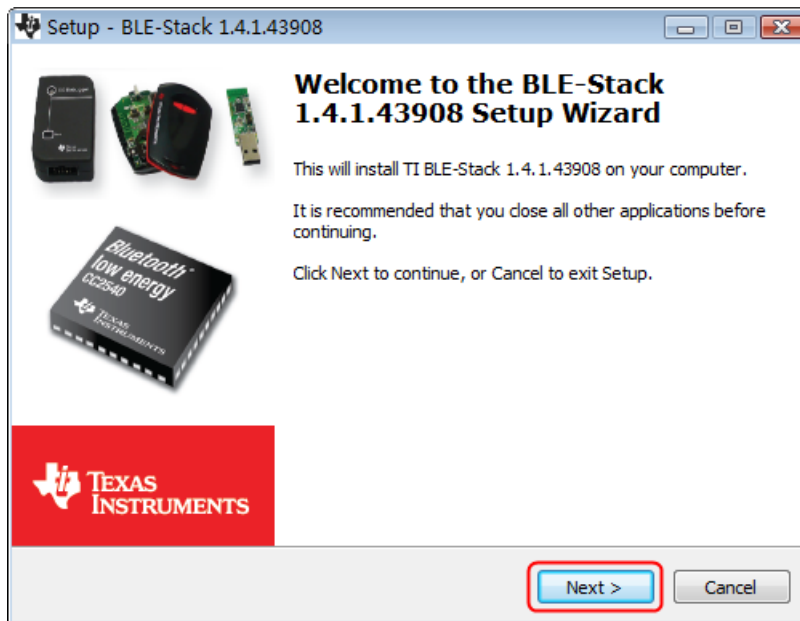 Setup - BLE-Stack 1.4.1.43908
Welcome to the BLE-Stack
1.4.1.43908 Setup Wizard
This will install TI BLE-Stack 1.4.1.43908 on your computer.
It is recommended that you close all other applications before
continuing.
Click Next to continue, or Cancel to exit Setup.
Bluetooth®
low energy
CC2540
TEXAS
INSTRUMENTS
TEXAS
INSTRUMENTS
Next >
Cancel